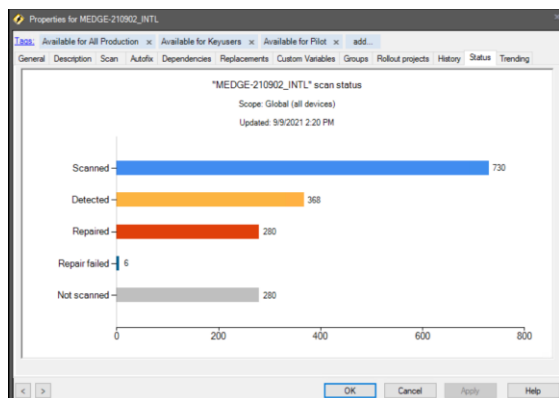 Properties for MEDGE-210902_INTL
Tags: Available for All Production × Available for Keyusers × Available for Pilot × add...
General Description Scan Autofix Dependencies Replacements Custom Variables Groups Rollout projects History Status Trending
"MEDGE-210902_INTL" scan status
Scope: Global (all devices)
Updated: 9/9/2021 2:20 PM
Scanned 730
Detected 368
Repaired 280
Repair failed 6
Not scanned 280
0 200 400 600 800
< > OK Cancel Apply Help